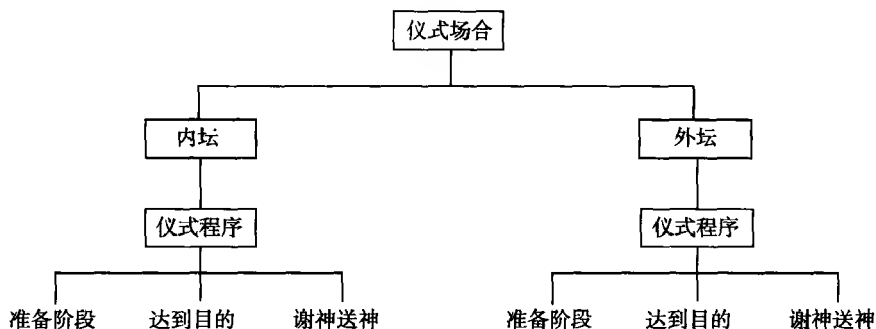 仪式场合
内坛 外坛
仪式程序 仪式程序
准备阶段 达到目的 谢神送神 准备阶段 达到目的 谢神送神